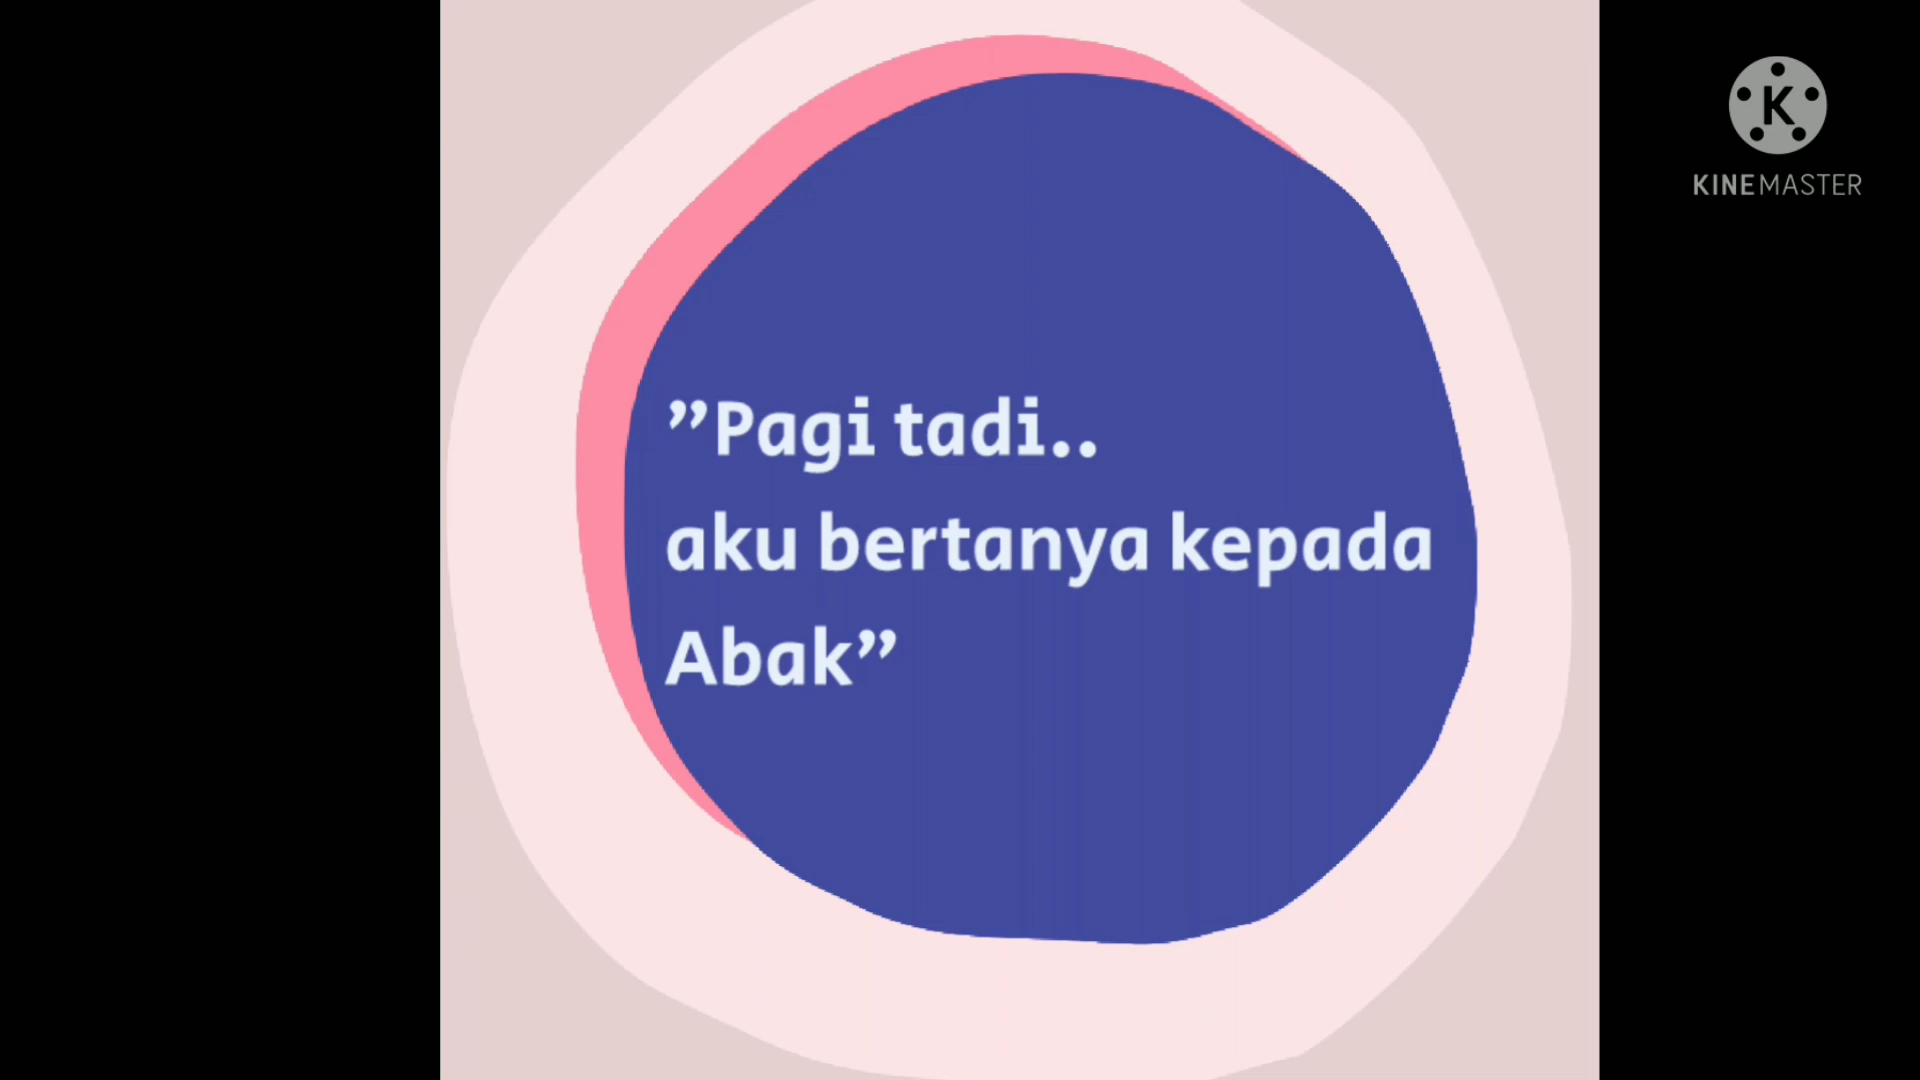 ”Pagi tadi..
aku bertanya kepada
Abak”
K
KINEMASTER